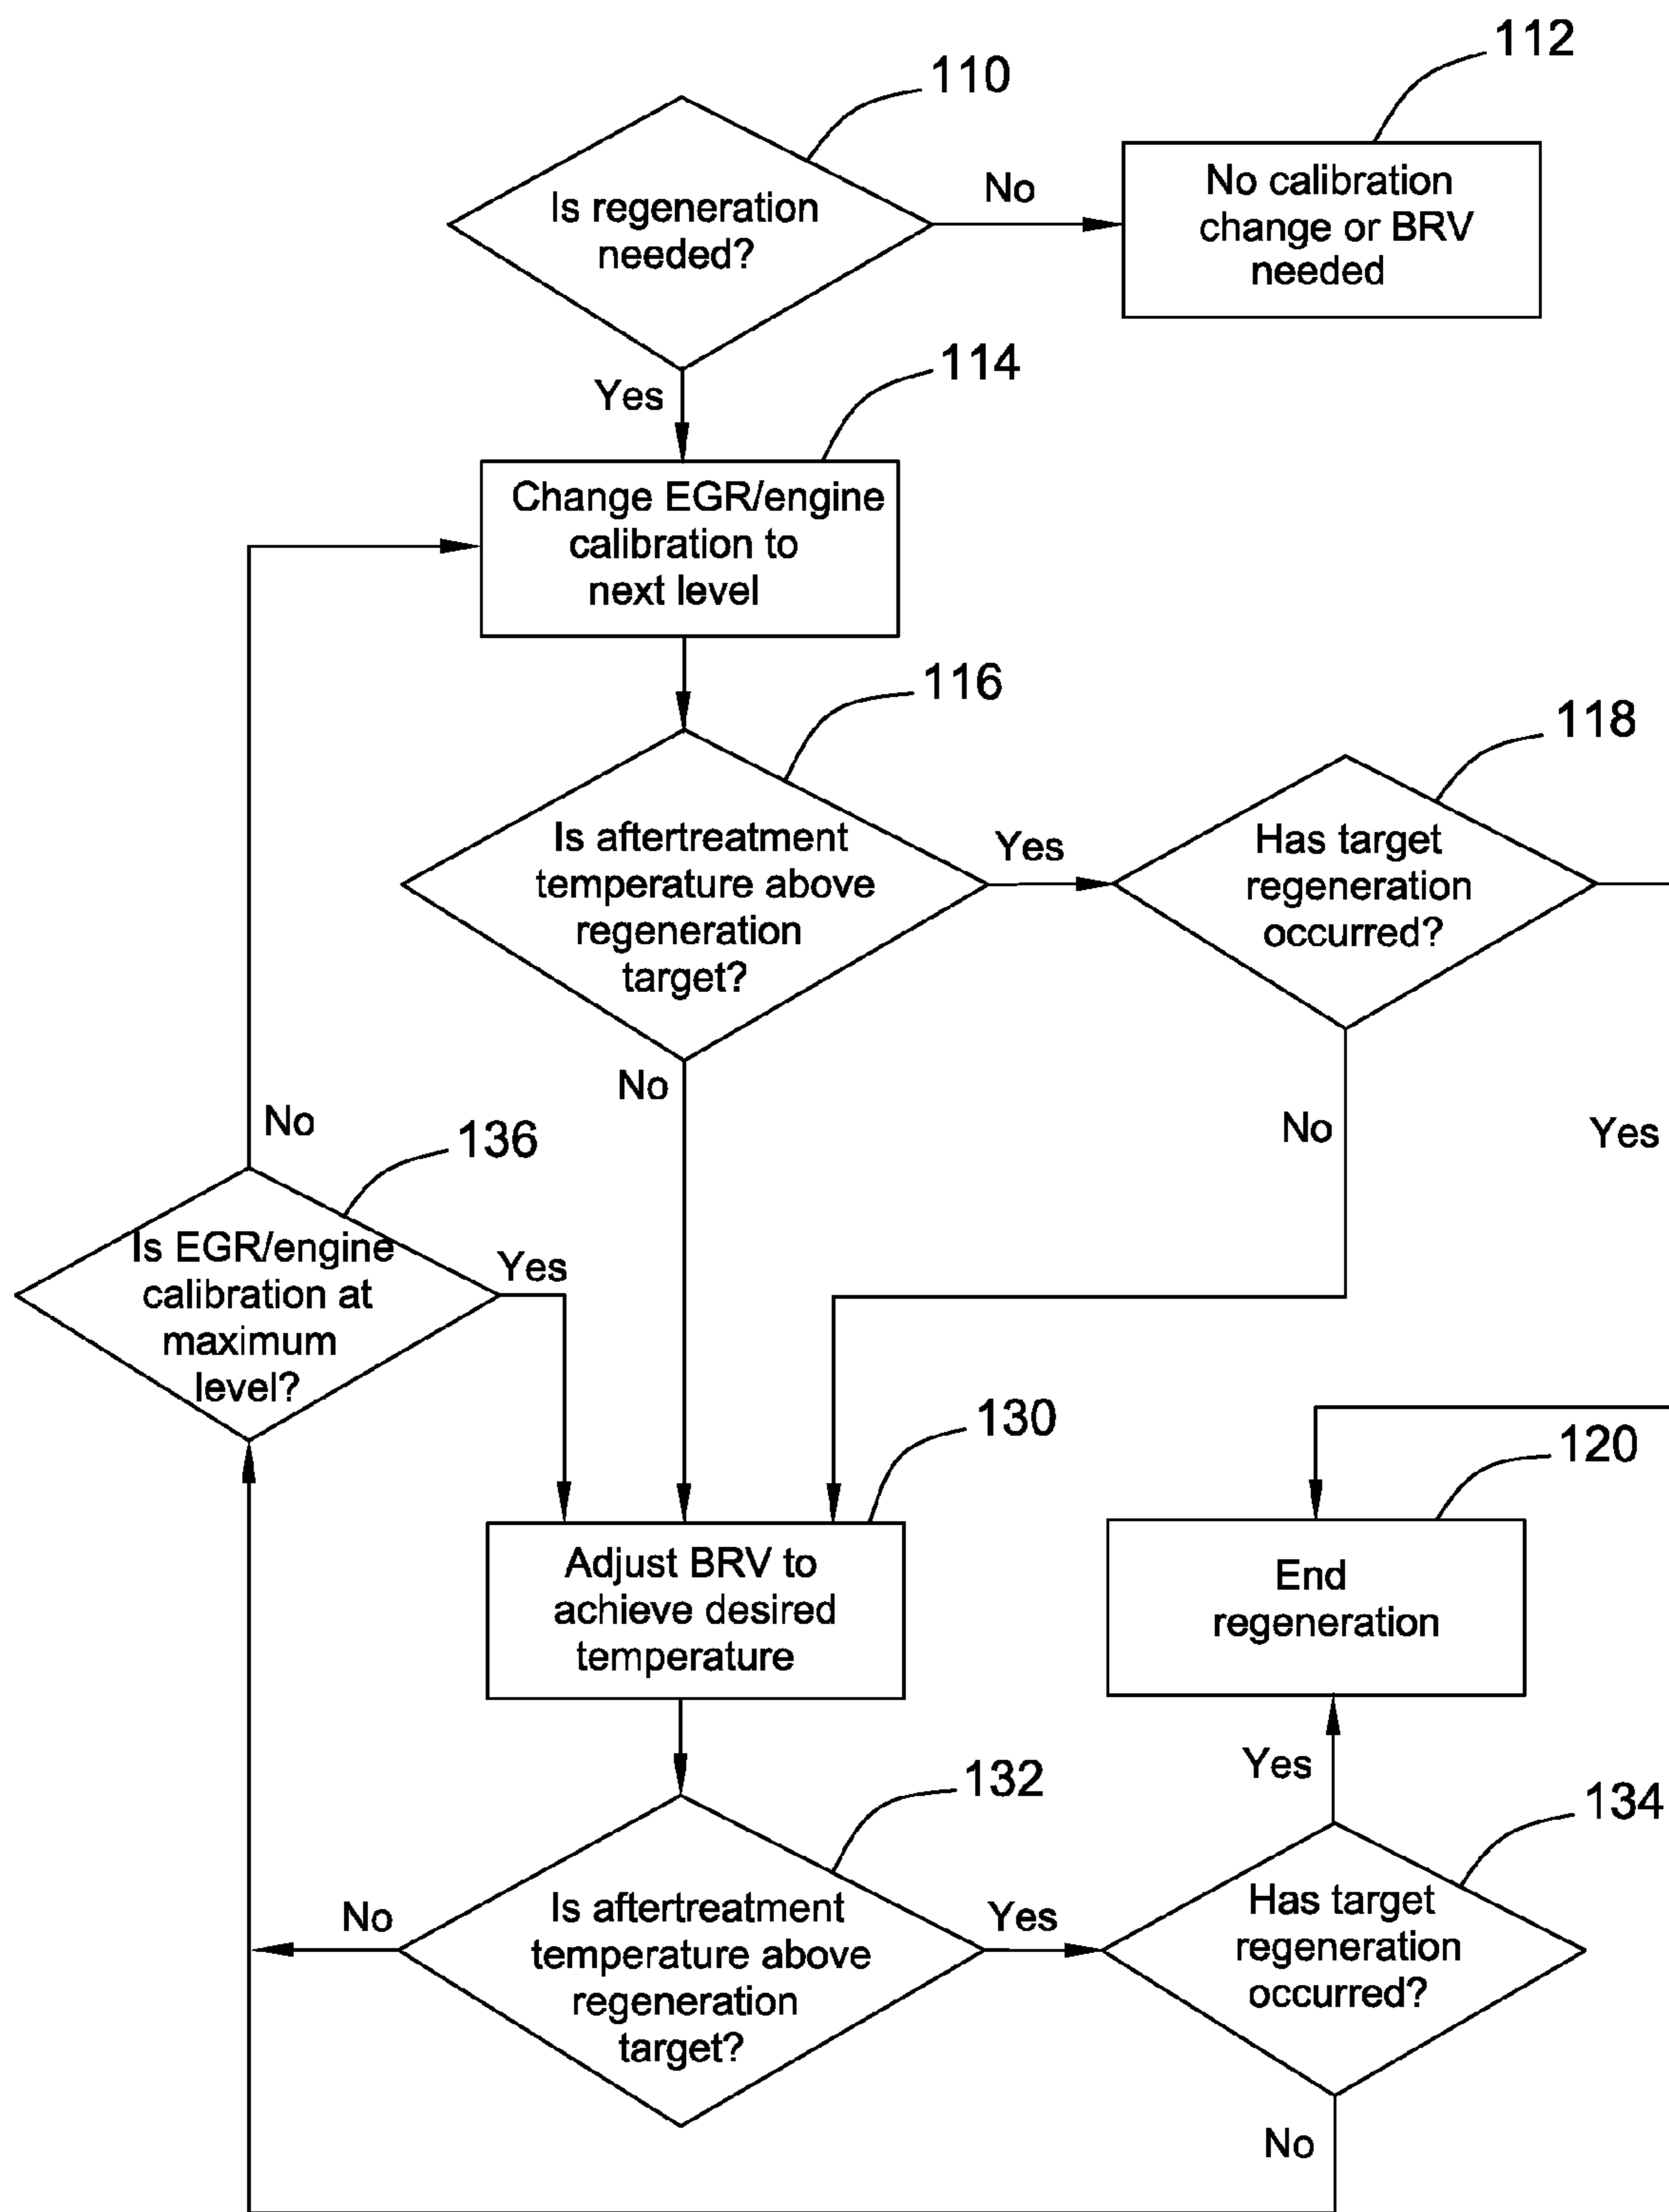 112
110
Is regeneration
needed?
No
No calibration
change or BRV
needed
Yes
114
Change EGR/engine
calibration to
next level
116
118
Is aftertreatment
temperature above
regeneration
target?
Yes
Has target
regeneration
occurred?
No
No
Yes
No
136
Is EGR/engine
calibration at
maximum
level?
Yes
130
120
Adjust BRV to
achieve desired
temperature
End
regeneration
Yes
132
134
Is aftertreatment
temperature above
regeneration
target?
No
Yes
Has target
regeneration
occurred?
No